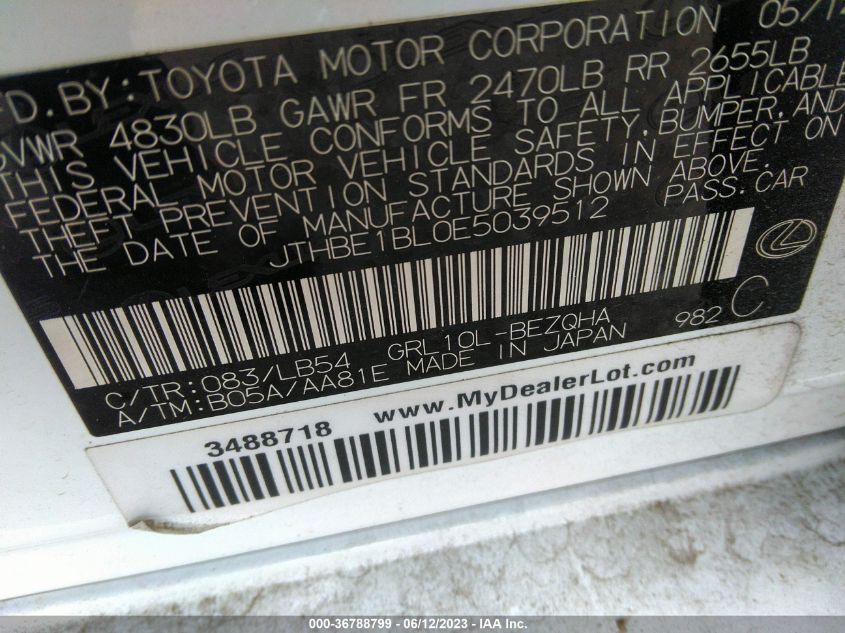 FD.BY:TOYOTA MOTOR CORPORATION 05/1
GVWR 4830LB GAWR FR 2470LB RR 2655LB
THIS VEHICLE CONFORMS TO ALL APPLICABLE
FEDERAL MOTOR VEHICLE SAFETY,BUMPER,AND
THEFT PREVENTION STANDARDS IN EFFECT ON
THE DATE OF MANUFACTURE SHOWN ABOVE.
JTHBE1BL0E5039512 PASS.CAR
C/TR:083/LB54 GRL10L-BEZQHA 982 C
A/TM:B05A/AA81E MADE IN JAPAN
www.MyDealerLot.com
3488718
000-36788799 - 06/12/2023 - IAA Inc.